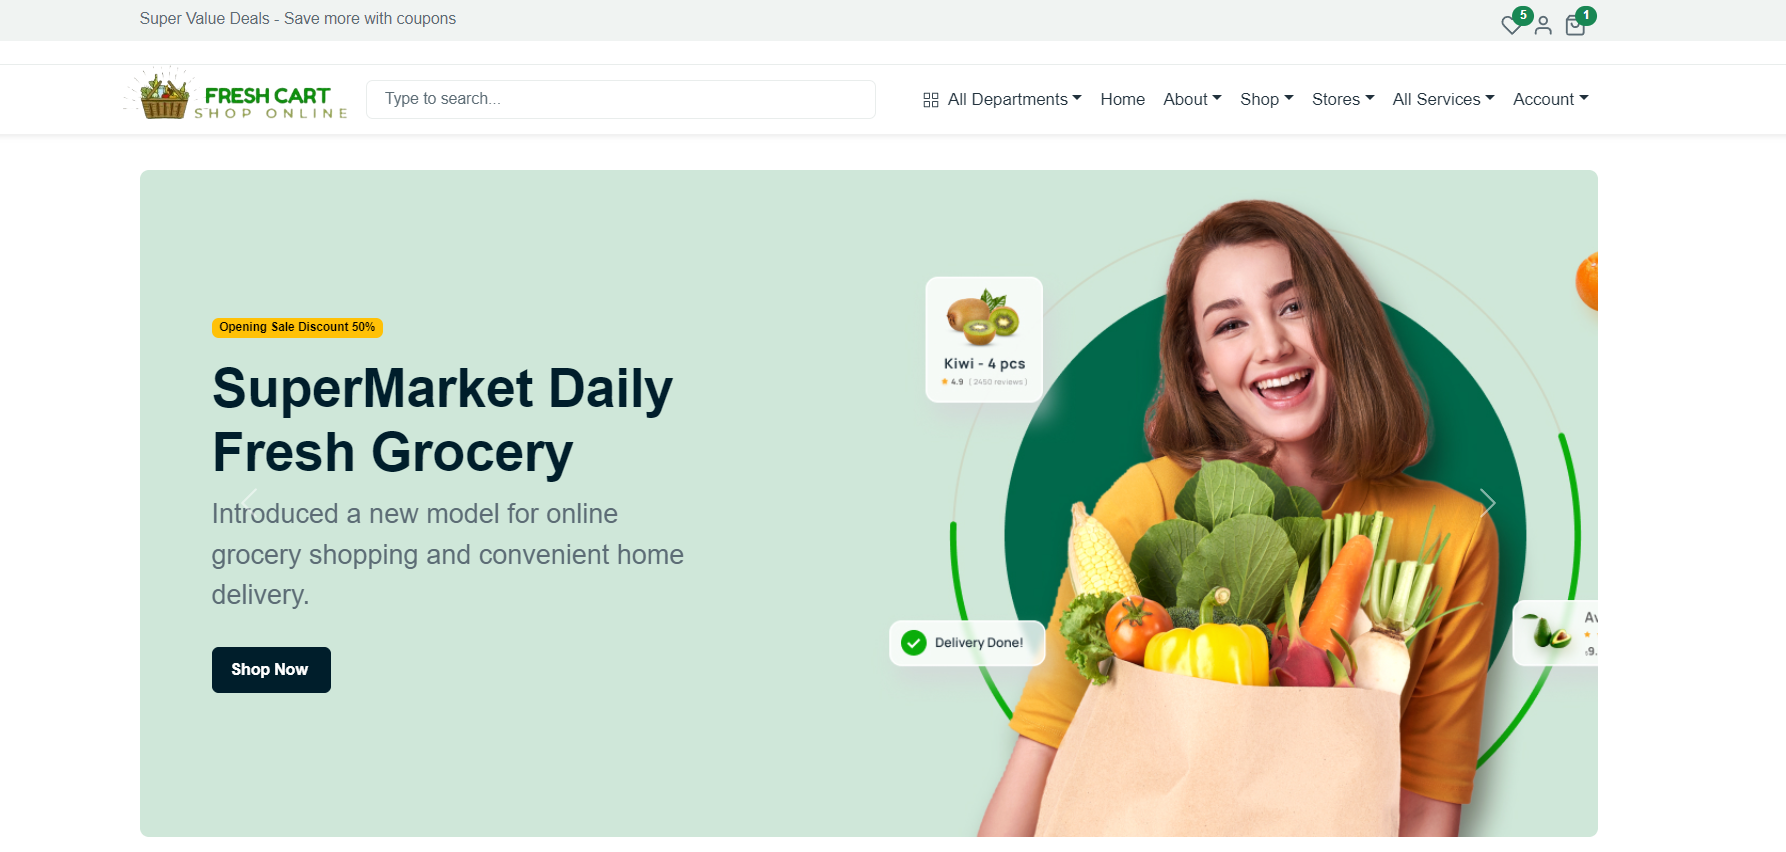 Super Value Deals - Save more with coupons
5
1
FRESH CART
SHOP ONLINE
Type to search...
All Departments
Home
About
Shop
Stores
All Services
Account
Opening Sale Discount 50%
SuperMarket Daily
Fresh Grocery
Introduced a new model for online
grocery shopping and convenient home
delivery.
Shop Now
Kiwi - 4 pcs
4.9 ( 2450 reviews )
Delivery Done!